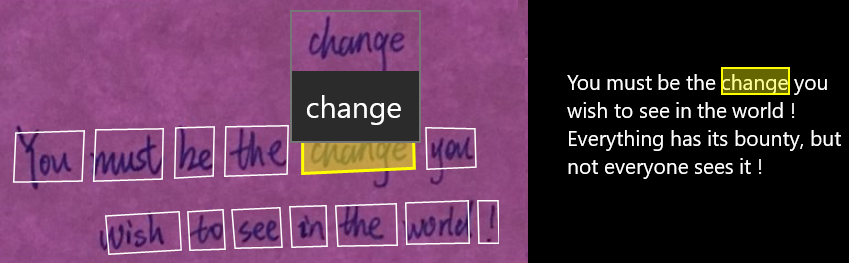 change
change
You must be the change you
wish to see in the world !
You must be the change you
wish to see in the world !
Everything has its bounty, but
not everyone sees it !